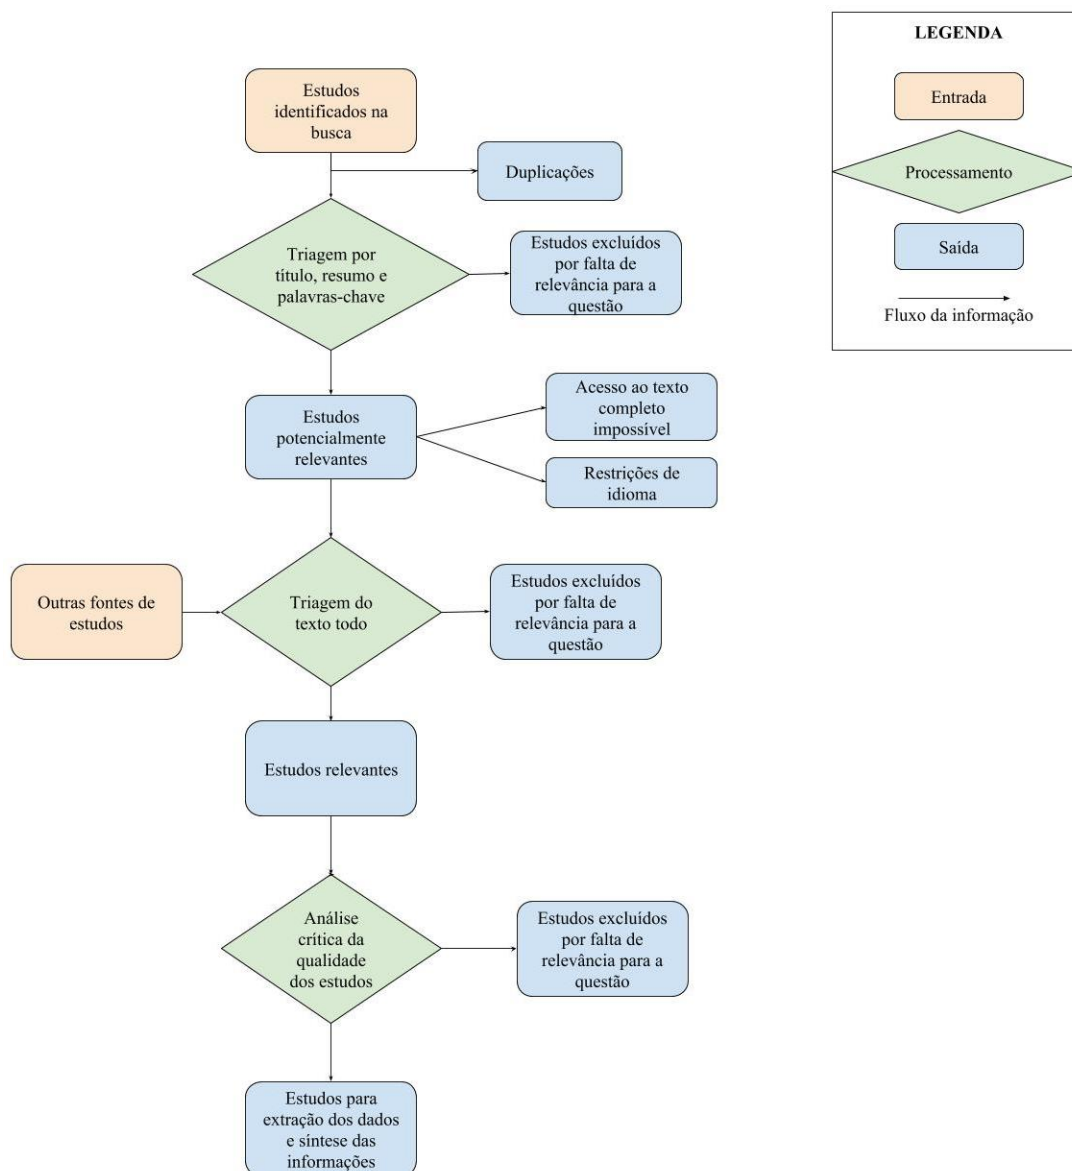 LEGENDA
Entrada
Processamento
Saída
Fluxo da informação
Estudos
identificados na
busca
Duplicações
Triagem por
título, resumo e
palavras-chave
Estudos excluídos
por falta de
relevância para a
questão
Estudos
potencialmente
relevantes
Acesso ao texto
completo
impossível
Restrições de
idioma
Outras fontes de
estudos
Triagem do
texto todo
Estudos excluídos
por falta de
relevância para a
questão
Estudos relevantes
Análise
crítica da
qualidade
dos estudos
Estudos excluídos
por falta de
relevância para a
questão
Estudos para
extração dos dados
e síntese das
informações